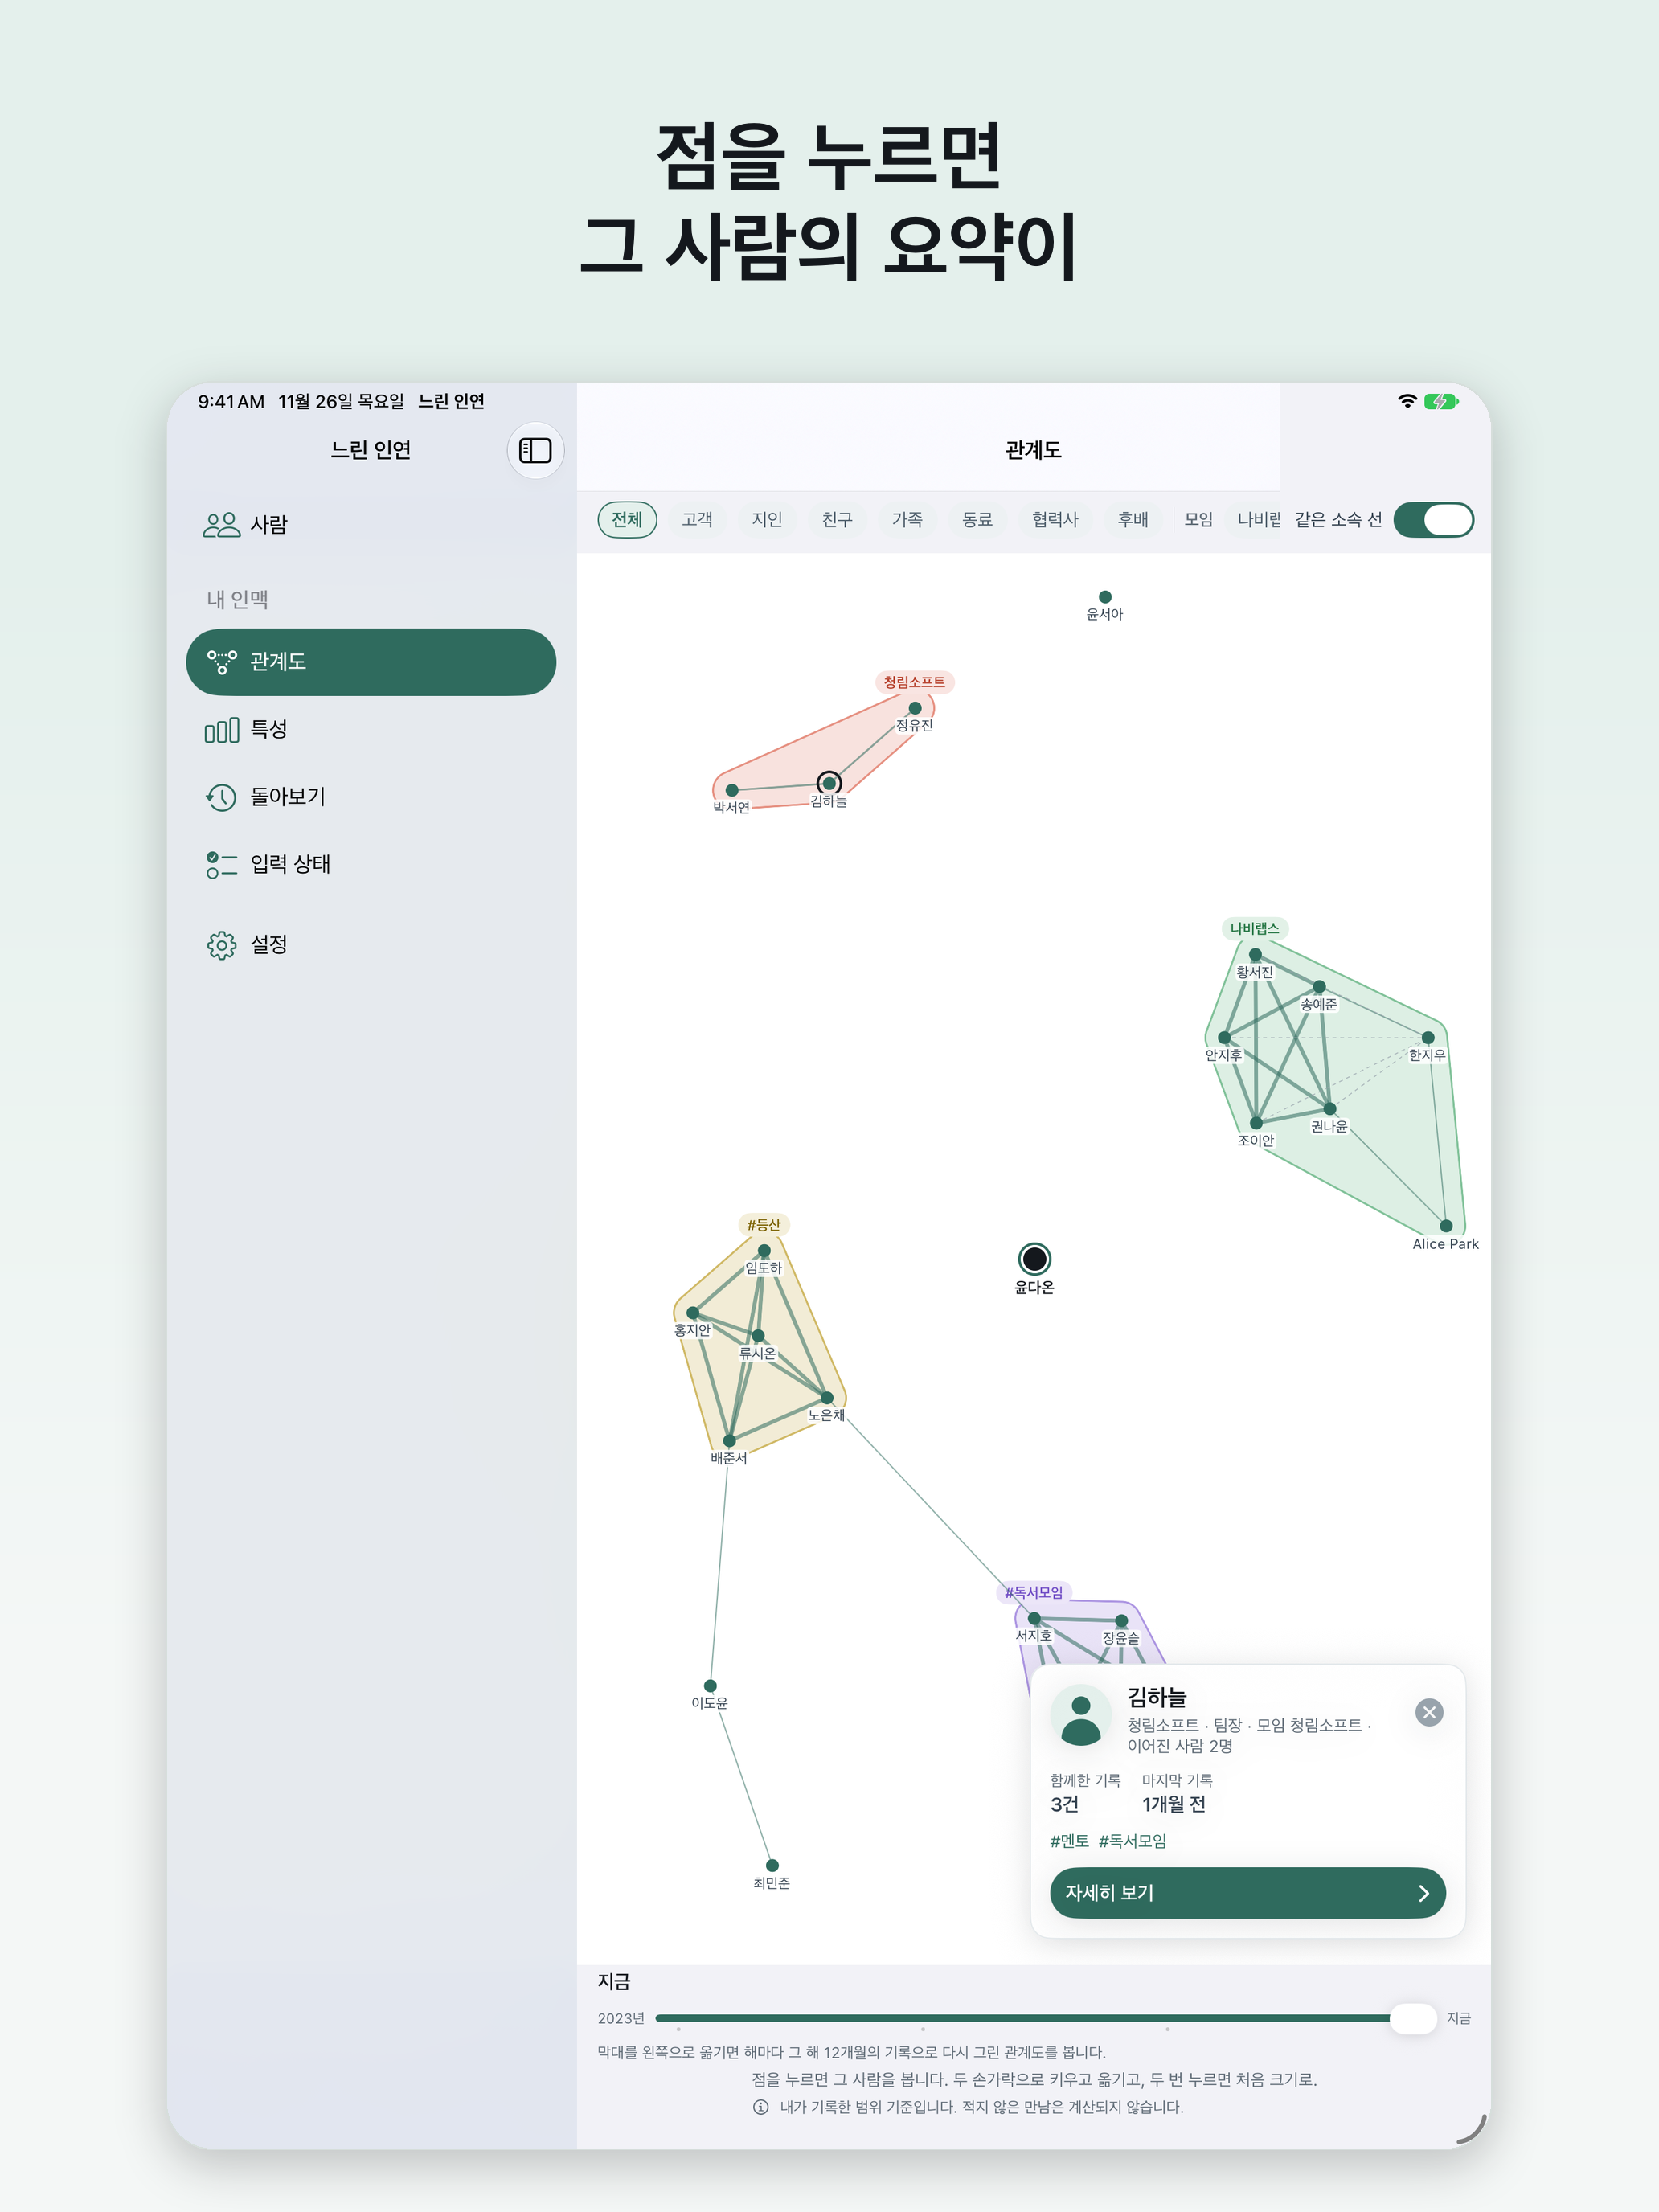 점을 누르면
그 사람의 요약이
9:41 AM 11월 26일 목요일 느린 인연
느린 인연
사람
내 인맥
관계도
특성
돌아보기
입력 상태
설정
관계도
전체 고객 지인 친구 가족 동료 협력사 후배 모임 같은 소속 선
윤서아
청림소프트
정유진
박서연
김하늘
나비랩스
황서진
송예준
안지후
한지우
권나윤
조이안
Alice Park
#등산
임도하
홍지안
류시온
노은채
배준서
윤다온
#독서모임
서지호
장윤슬
이도윤
최민준
김하늘
청림소프트 · 팀장 · 모임 청림소프트 ·
이어진 사람 2명
함께한 기록 마지막 기록
3건 1개월 전
#멘토 #독서모임
자세히 보기
지금
2023년 지금
막대를 왼쪽으로 옮기면 해마다 그 해 12개월의 기록으로 다시 그린 관계도를 봅니다.
점을 누르면 그 사람을 봅니다. 두 손가락으로 키우고 옮기고, 두 번 누르면 처음 크기로.
내가 기록한 범위 기준입니다. 적지 않은 만남은 계산되지 않습니다.